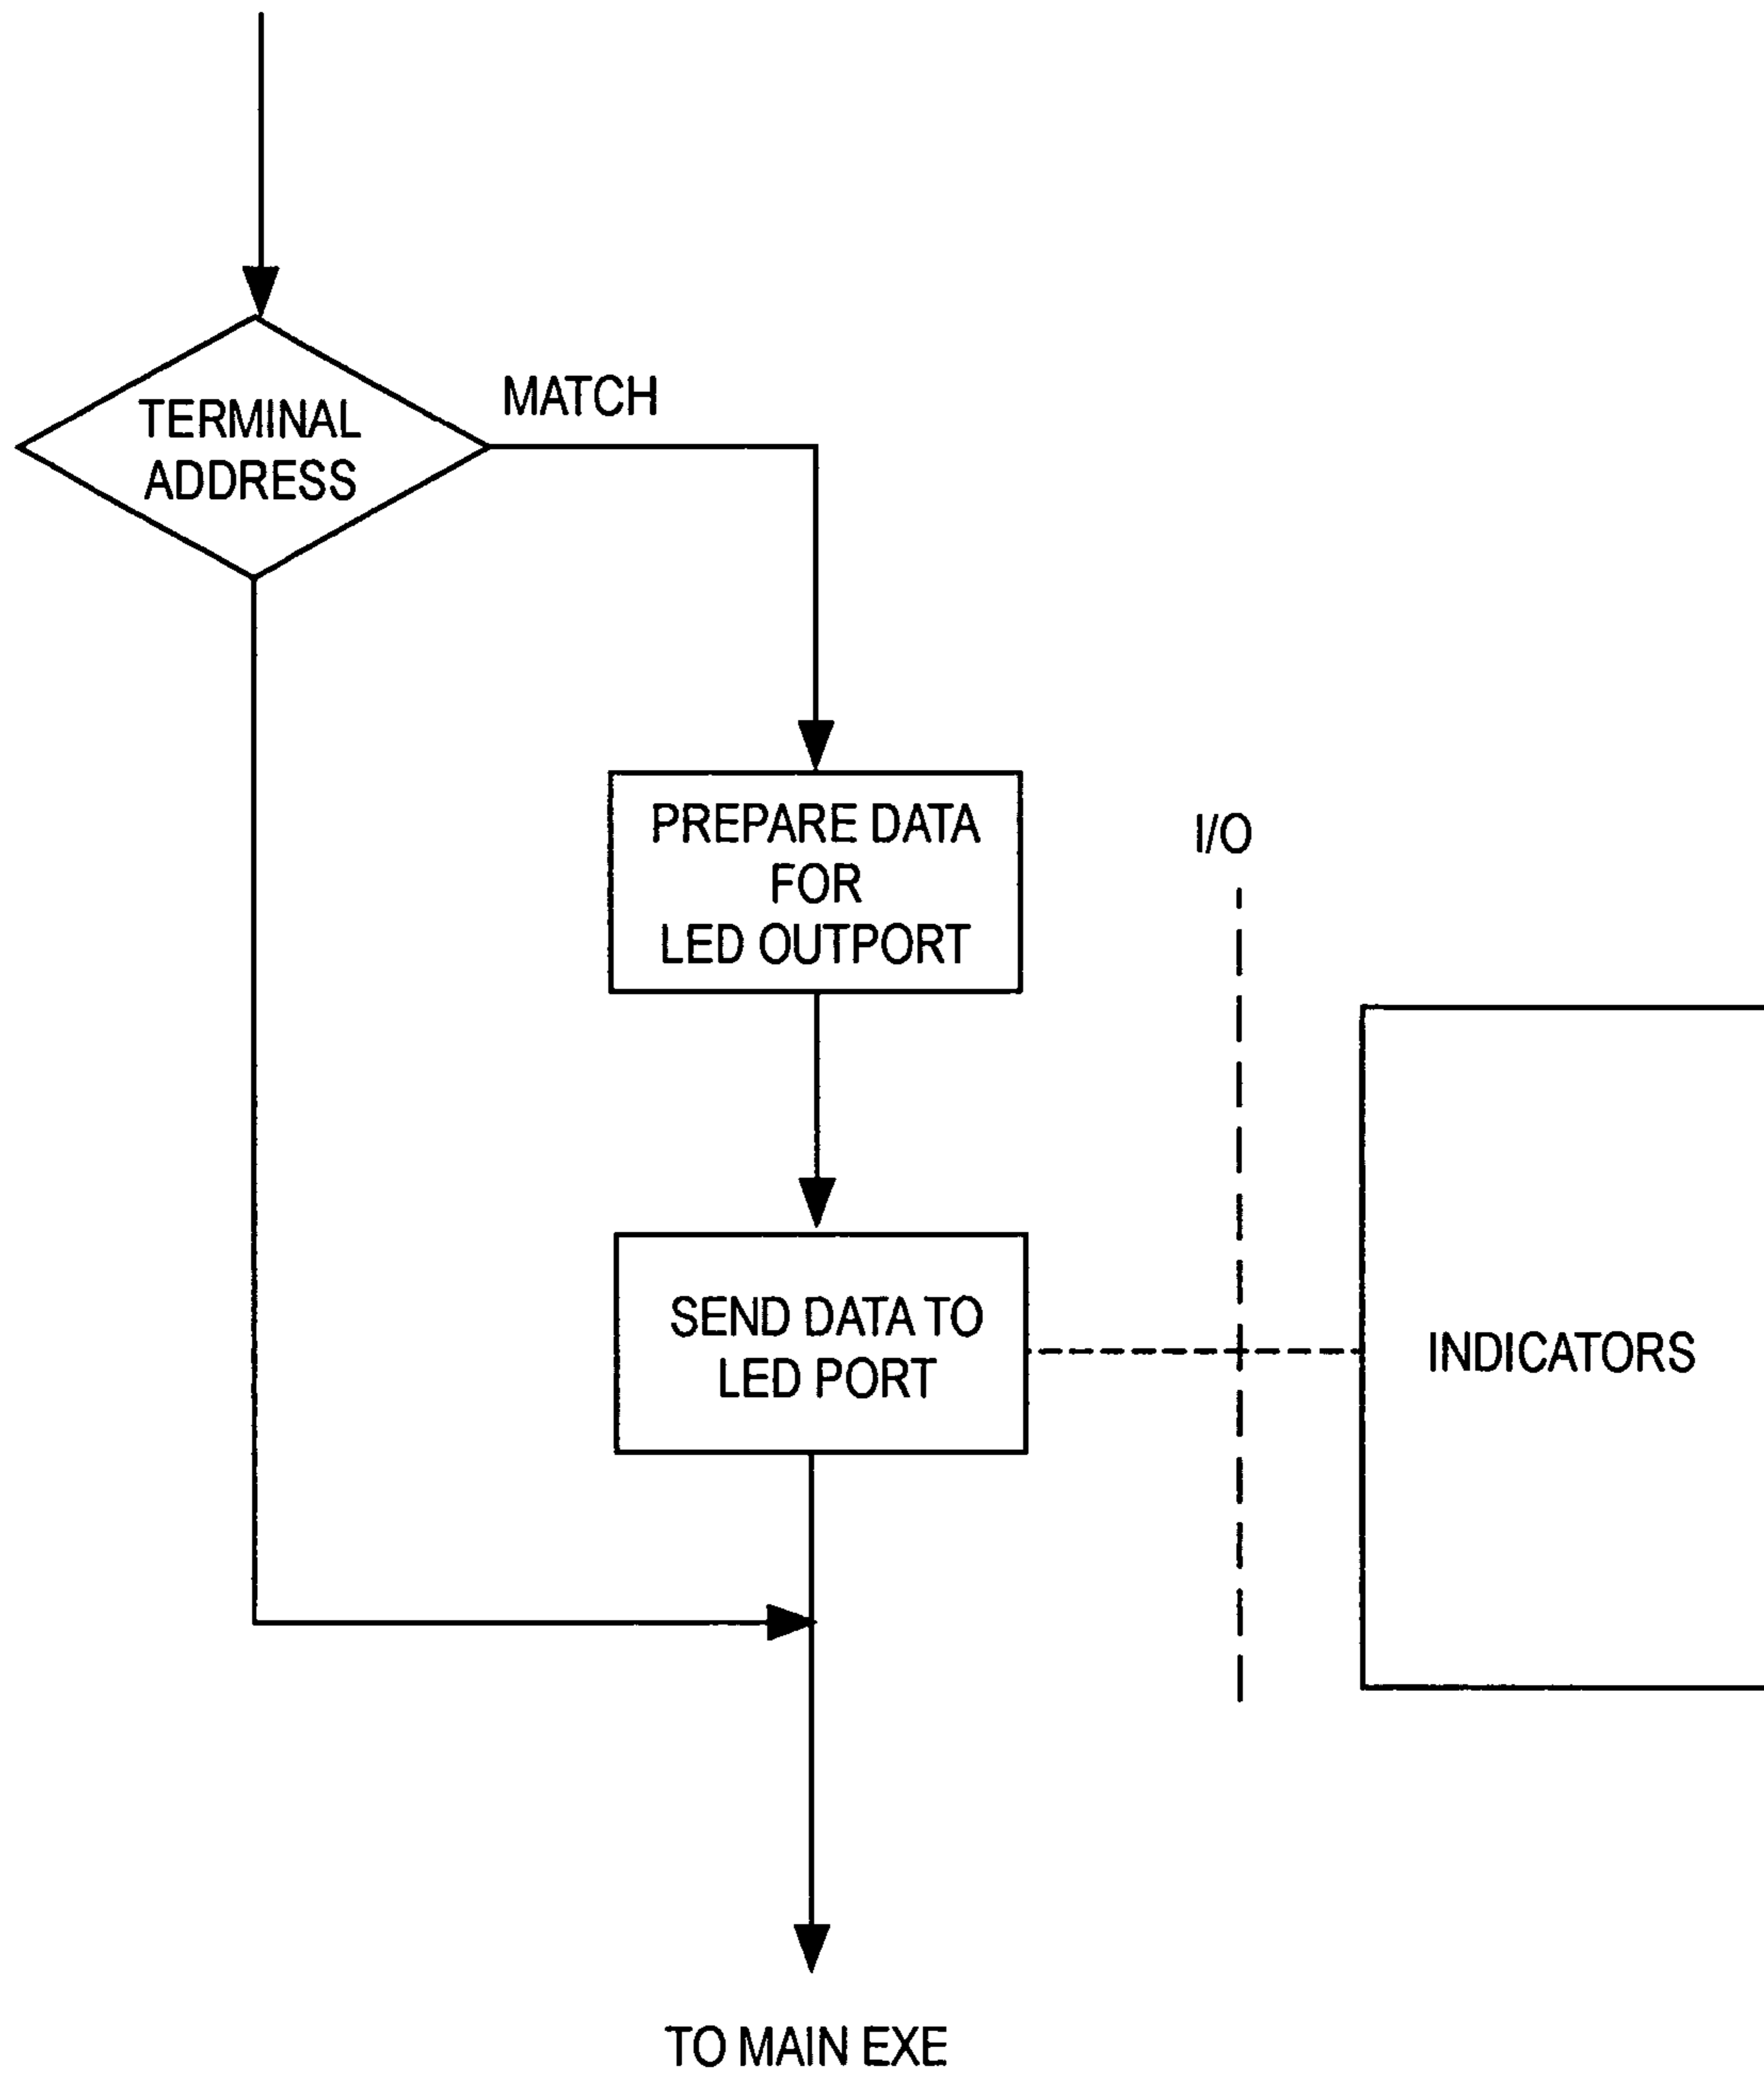 MATCH
TERMINAL
ADDRESS
PREPARE DATA
FOR
LED OUTPORT
I/O
SEND DATA TO
LED PORT
INDICATORS
TO MAIN EXE